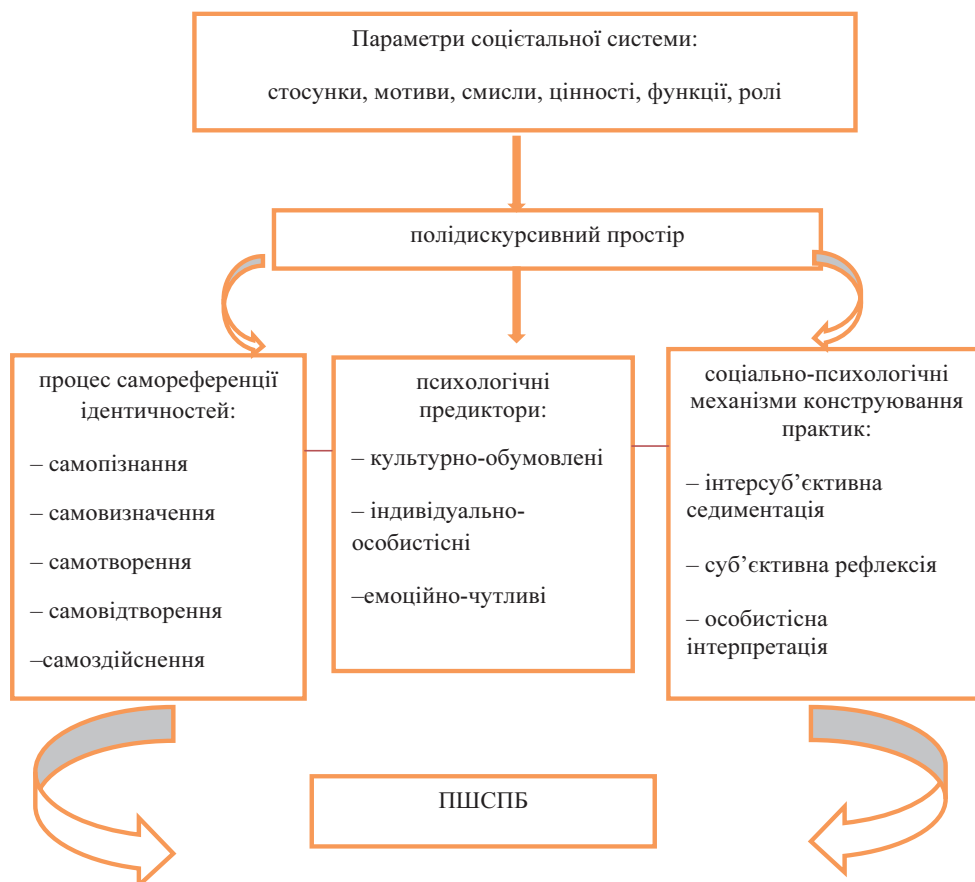 Параметри соцієтальної системи:
стосунки, мотиви, смисли, цінності, функції, ролі
полідискурсивний простір
процес самореференції
ідентичностей:
– самопізнання
– самовизначення
– самотворення
– самовідтворення
–самоздійснення
психологічні
предиктори:
– культурно-обумовлені
– індивідуально-
особистісні
–емоційно-чутливі
соціально-психологічні
механізми конструювання
практик:
– інтерсуб’єктивна
седиментація
– суб’єктивна рефлексія
– особистісна
інтерпретація
ПШСПБ